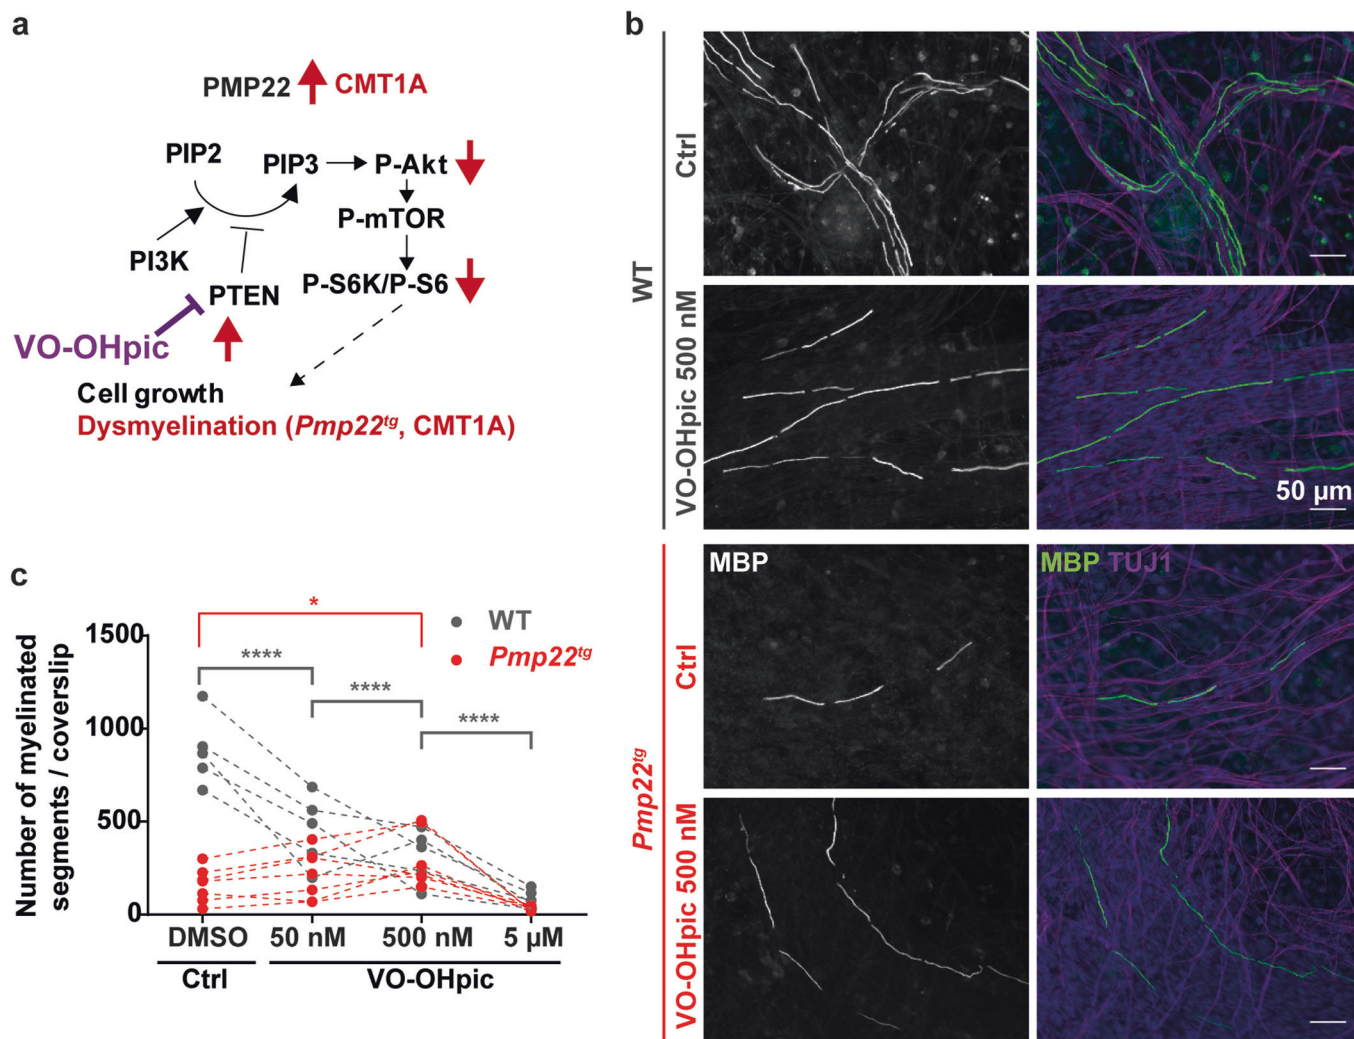 a
PMP22 CMT1A
PIP2 PIP3 P-Akt
P-mTOR
PI3K
PTEN P-S6K/P-S6
VO-OHpic
Cell growth
Dysmyelination (Pmp22tg, CMT1A)
b
WT
Ctrl
VO-OHpic 500 nM
50 µm
Pmp22tg
Ctrl
MBP
MBP TUJ1
VO-OHpic 500 nM
c
Number of myelinated
segments / coverslip
1500
1000
500
0
*
****
****
****
WT
Pmp22tg
DMSO 50 nM 500 nM 5 µM
Ctrl VO-OHpic